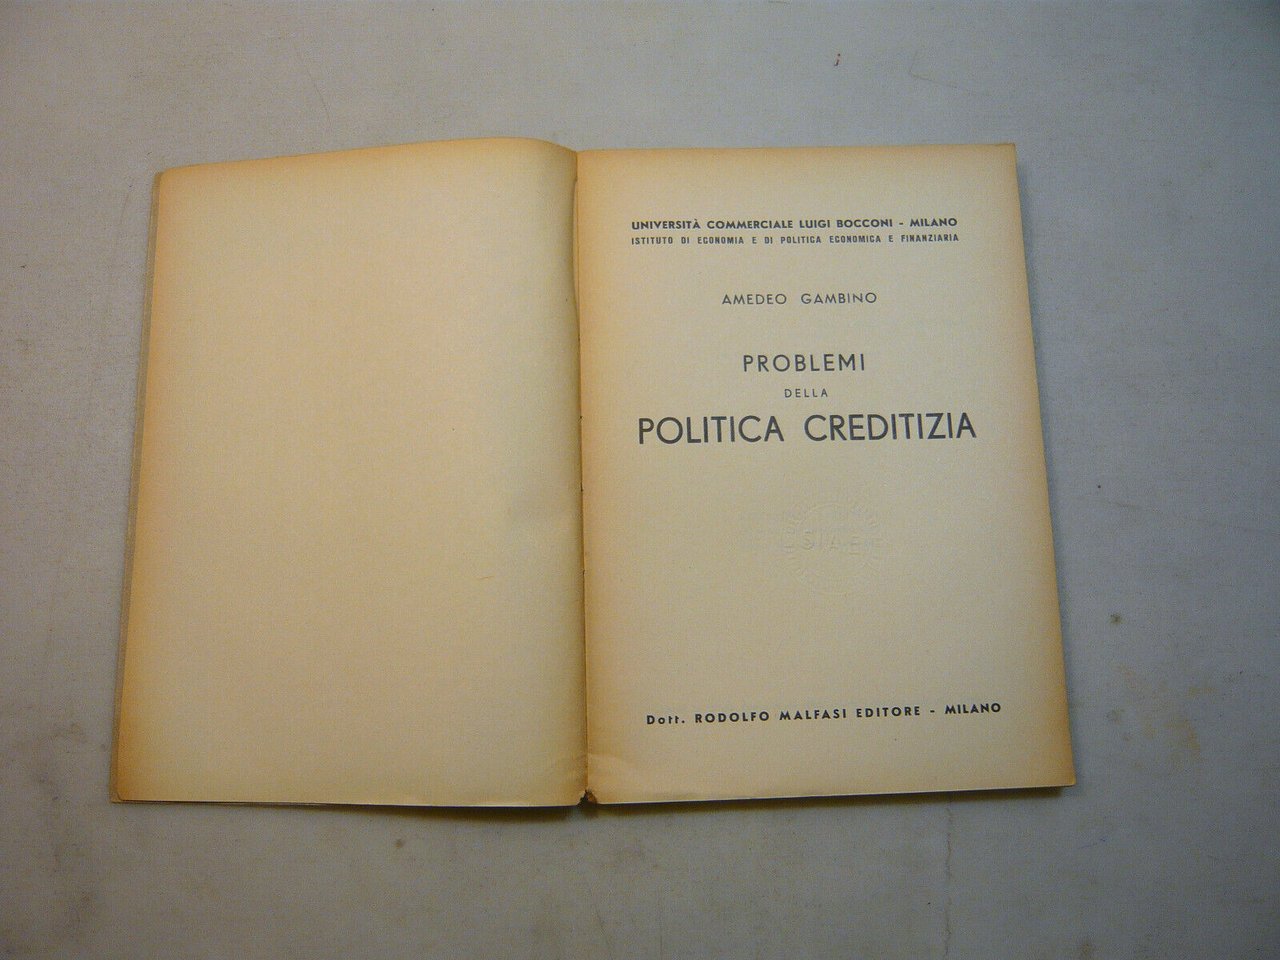 UNIVERSITÀ COMMERCIALE LUIGI BOCCONI - MILANO
ISTITUTO DI ECONOMIA E DI POLITICA ECONOMICA E FINANZIARIA
AMEDEO GAMBINO
PROBLEMI
DELLA
POLITICA CREDITIZIA
Dott. RODOLFO MALFASI EDITORE - MILANO